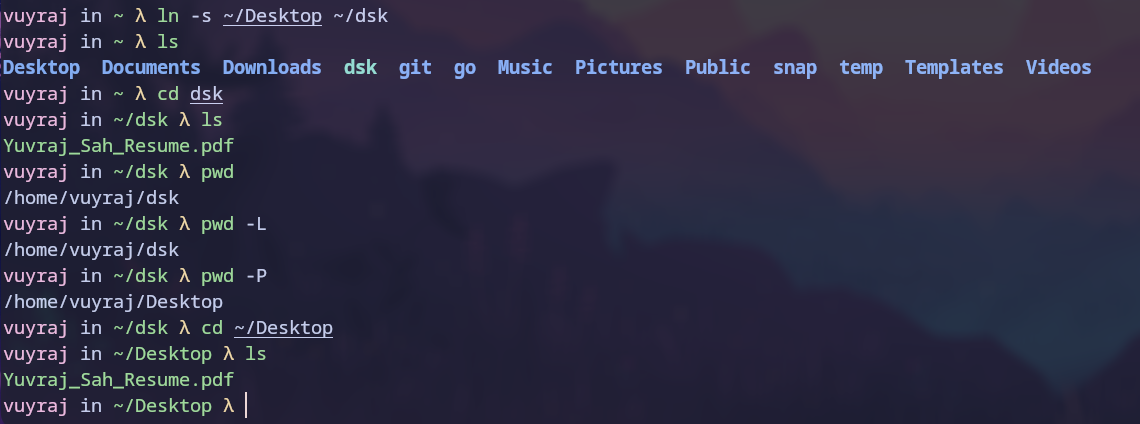 vuyraj in ~ λ ln -s ~/Desktop ~/dsk
vuyraj in ~ λ ls
Desktop  Documents  Downloads  dsk  git  go  Music  Pictures  Public  snap  temp  Templates  Videos
vuyraj in ~ λ cd dsk
vuyraj in ~/dsk λ ls
Yuvraj_Sah_Resume.pdf
vuyraj in ~/dsk λ pwd
/home/vuyraj/dsk
vuyraj in ~/dsk λ pwd -L
/home/vuyraj/dsk
vuyraj in ~/dsk λ pwd -P
/home/vuyraj/Desktop
vuyraj in ~/dsk λ cd ~/Desktop
vuyraj in ~/Desktop λ ls
Yuvraj_Sah_Resume.pdf
vuyraj in ~/Desktop λ